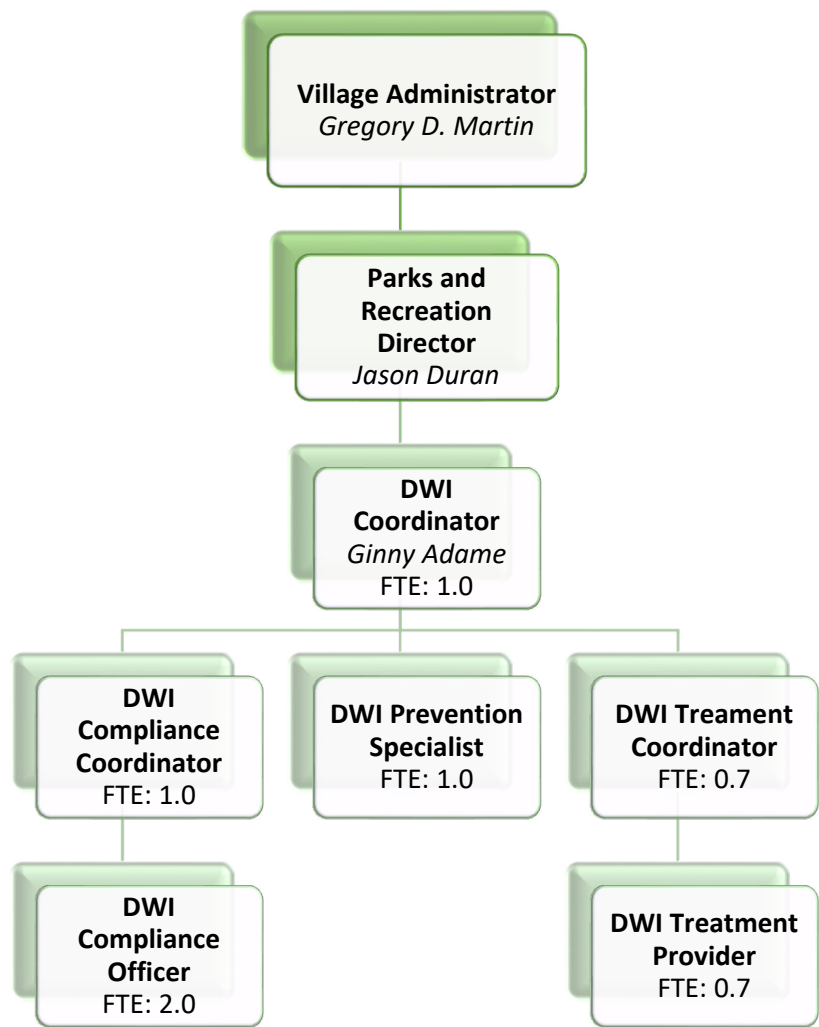 Village Administrator
Gregory D. Martin
Parks and
Recreation
Director
Jason Duran
DWI
Coordinator
Ginny Adame
FTE: 1.0
DWI
Compliance
Coordinator
FTE: 1.0
DWI Prevention
Specialist
FTE: 1.0
DWI Treament
Coordinator
FTE: 0.7
DWI
Compliance
Officer
FTE: 2.0
DWI Treatment
Provider
FTE: 0.7